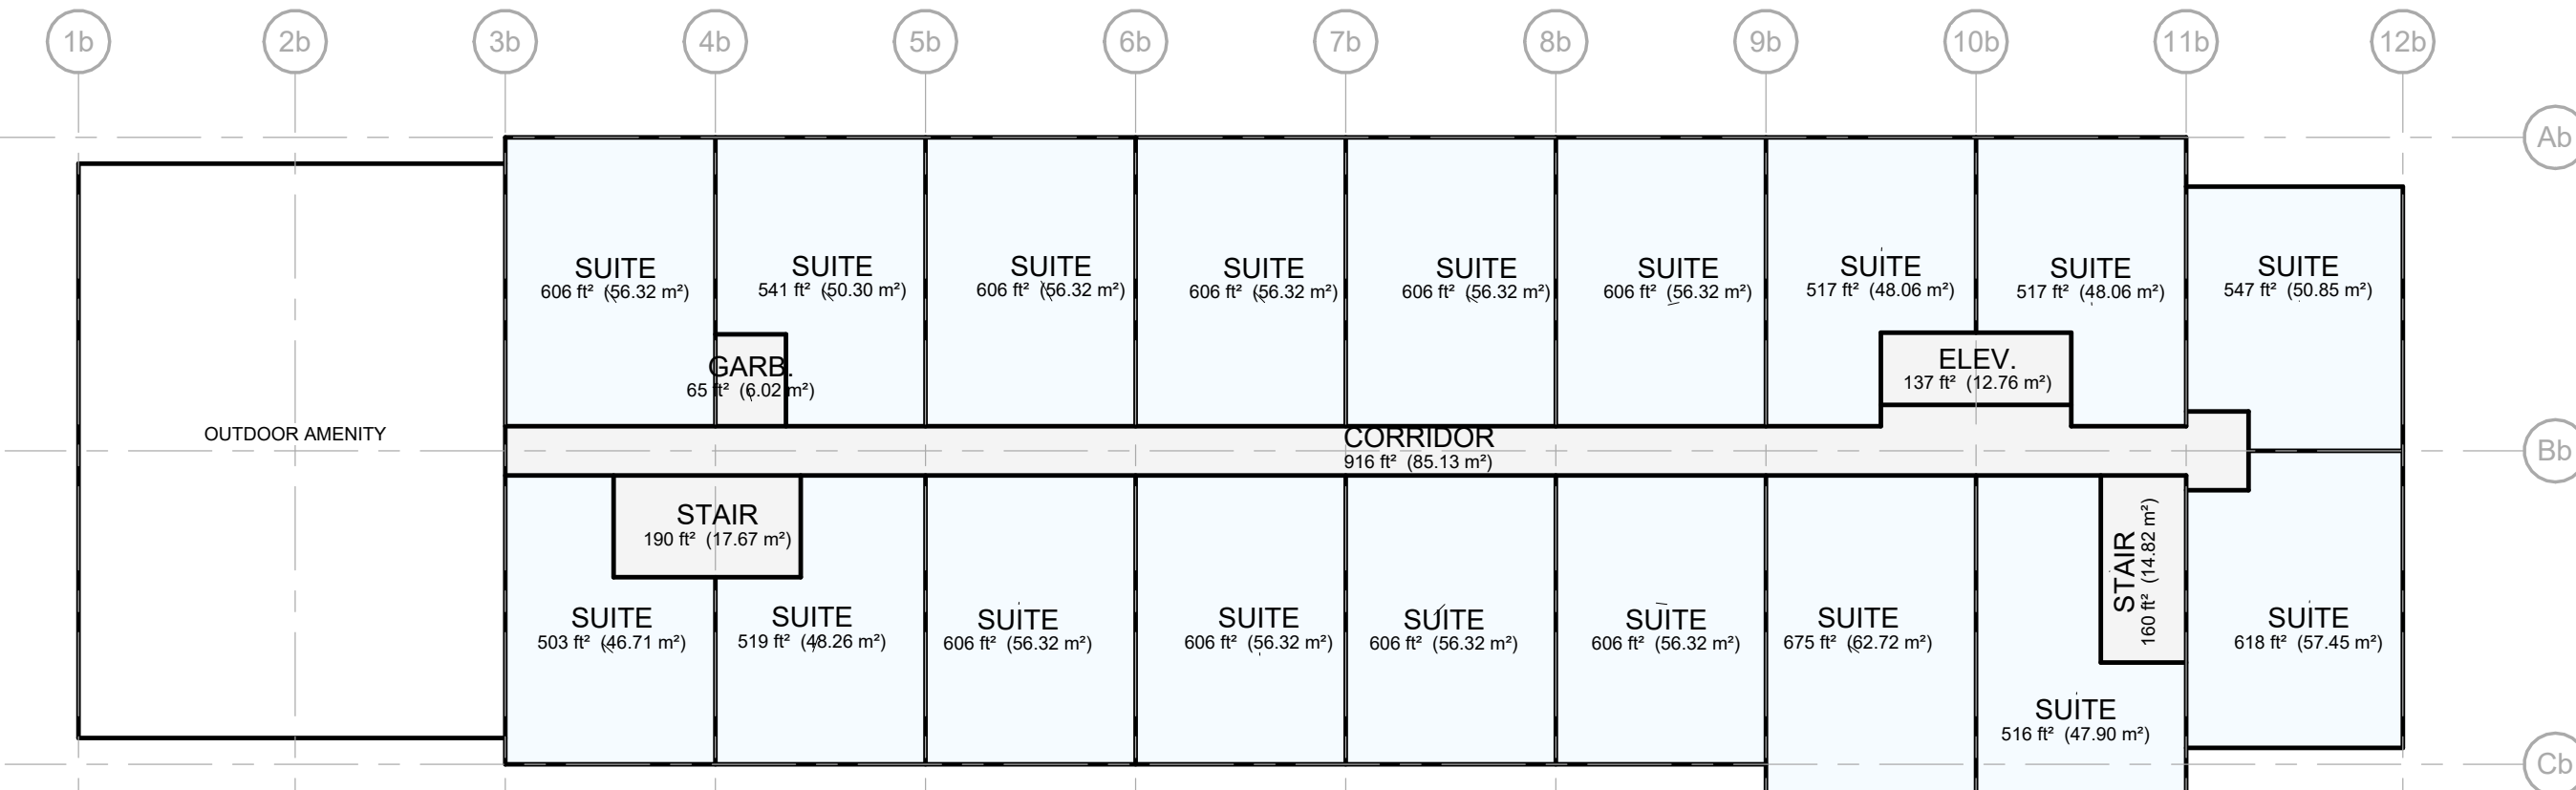 1b
2b
3b
4b
5b
6b
7b
8b
9b
10b
11b
12b
Ab
SUITE
606 ft² (56.32 m²)
SUITE
541 ft² (50.30 m²)
SUITE
606 ft² (56.32 m²)
SUITE
606 ft² (56.32 m²)
SUITE
606 ft² (56.32 m²)
SUITE
606 ft² (56.32 m²)
SUITE
517 ft² (48.06 m²)
SUITE
517 ft² (48.06 m²)
SUITE
547 ft² (50.85 m²)
GARB.
65 ft² (6.02 m²)
ELEV.
137 ft² (12.76 m²)
OUTDOOR AMENITY
CORRIDOR
916 ft² (85.13 m²)
Bb
STAIR
190 ft² (17.67 m²)
STAIR
160 ft² (14.82 m²)
SUITE
503 ft² (46.71 m²)
SUITE
519 ft² (48.26 m²)
SUITE
606 ft² (56.32 m²)
SUITE
606 ft² (56.32 m²)
SUITE
606 ft² (56.32 m²)
SUITE
606 ft² (56.32 m²)
SUITE
675 ft² (62.72 m²)
SUITE
618 ft² (57.45 m²)
SUITE
516 ft² (47.90 m²)
Cb